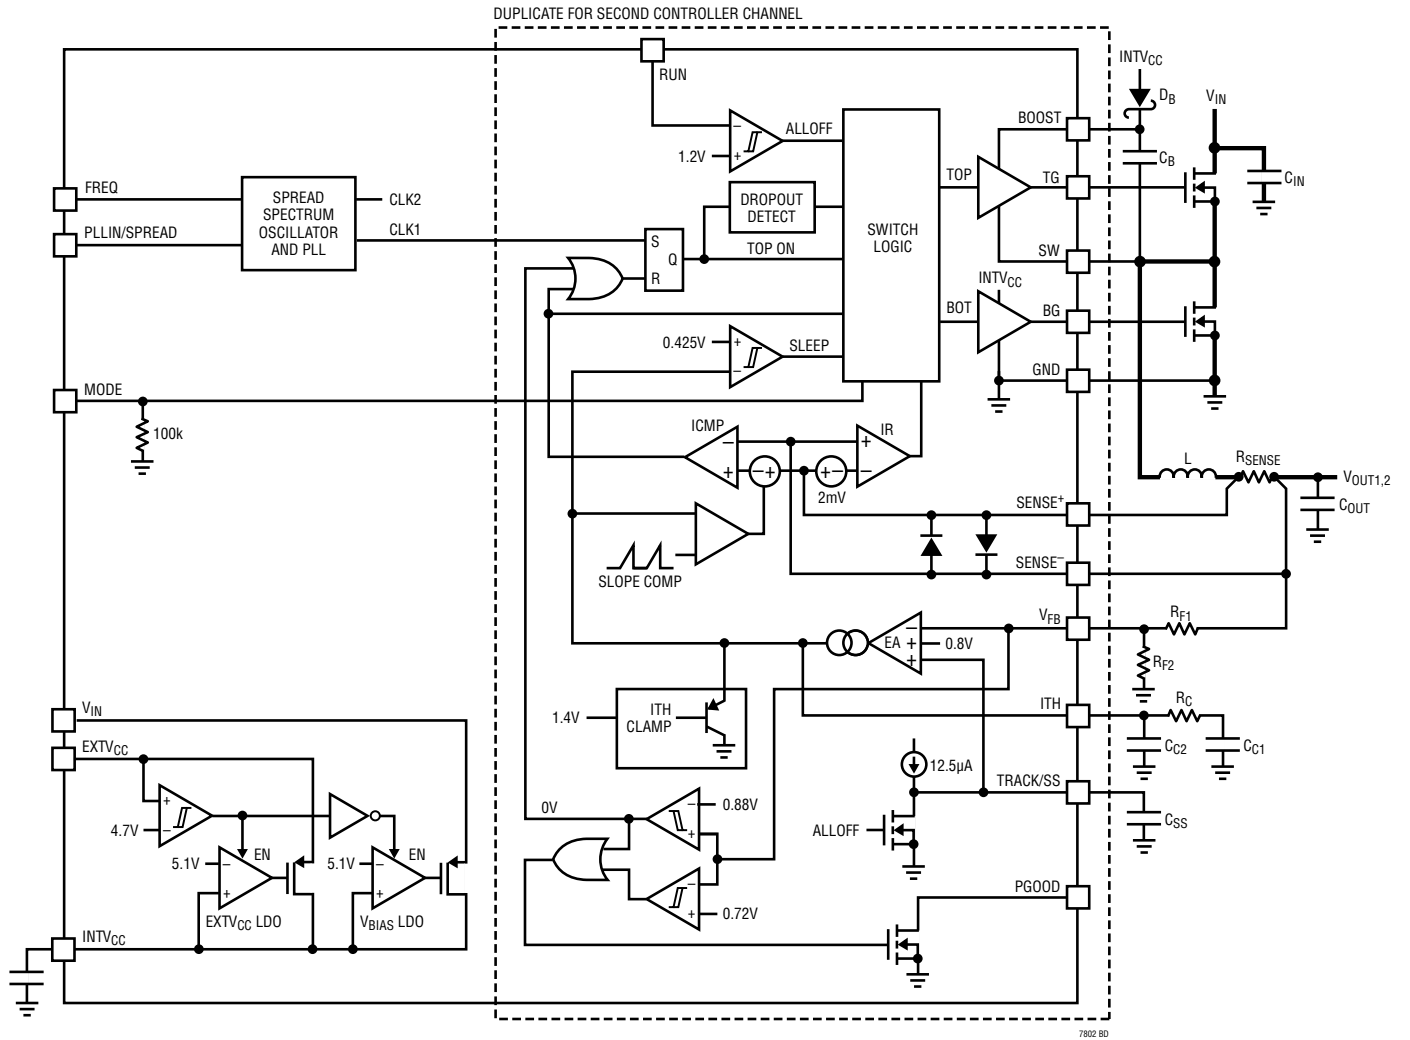 DUPLICATE FOR SECOND CONTROLLER CHANNEL
RUN
INTVCC
DB
VIN
BOOST
CB
CIN
1.2V
−
+
ALLOFF
TOP
TG
FREQ
PLLIN/SPREAD
SPREAD
SPECTRUM
OSCILLATOR
AND PLL
CLK2
CLK1
DROPOUT
DETECT
SWITCH
LOGIC
S
Q
R
TOP ON
SW
INTVCC
BOT
BG
0.425V
+
−
SLEEP
GND
MODE
100k
ICMP
−
+
−+
+−
2mV
IR
+
−
L
RSENSE
VOUT1,2
COUT
SENSE+
SENSE−
SLOPE COMP
VFB
RF1
RF2
EA
−
+
+
0.8V
ITH
RC
CC2
CC1
1.4V
ITH
CLAMP
12.5µA
TRACK/SS
CSS
ALLOFF
VIN
EXTVCC
+
−
4.7V
5.1V
−
+
EN
EXTVCC LDO
5.1V
−
+
EN
VBIAS LDO
INTVCC
0V
−
+
0.88V
−
+
0.72V
PGOOD
7802 BD